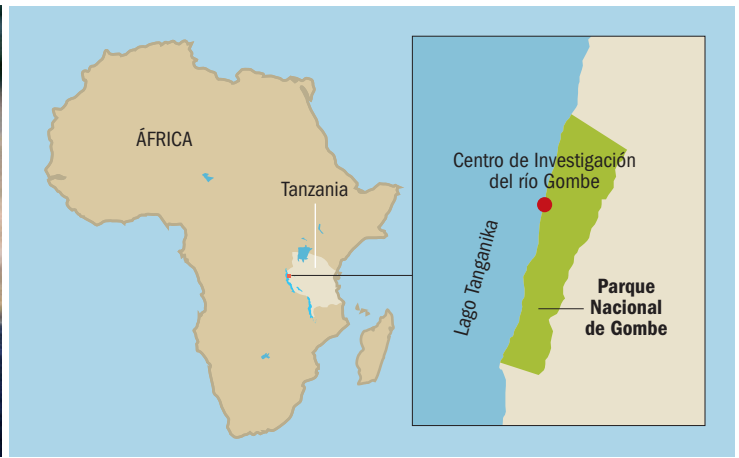 ÁFRICA
Tanzania
Centro de Investigación
del río Gombe
Lago Tanganika
Parque
Nacional
de Gombe